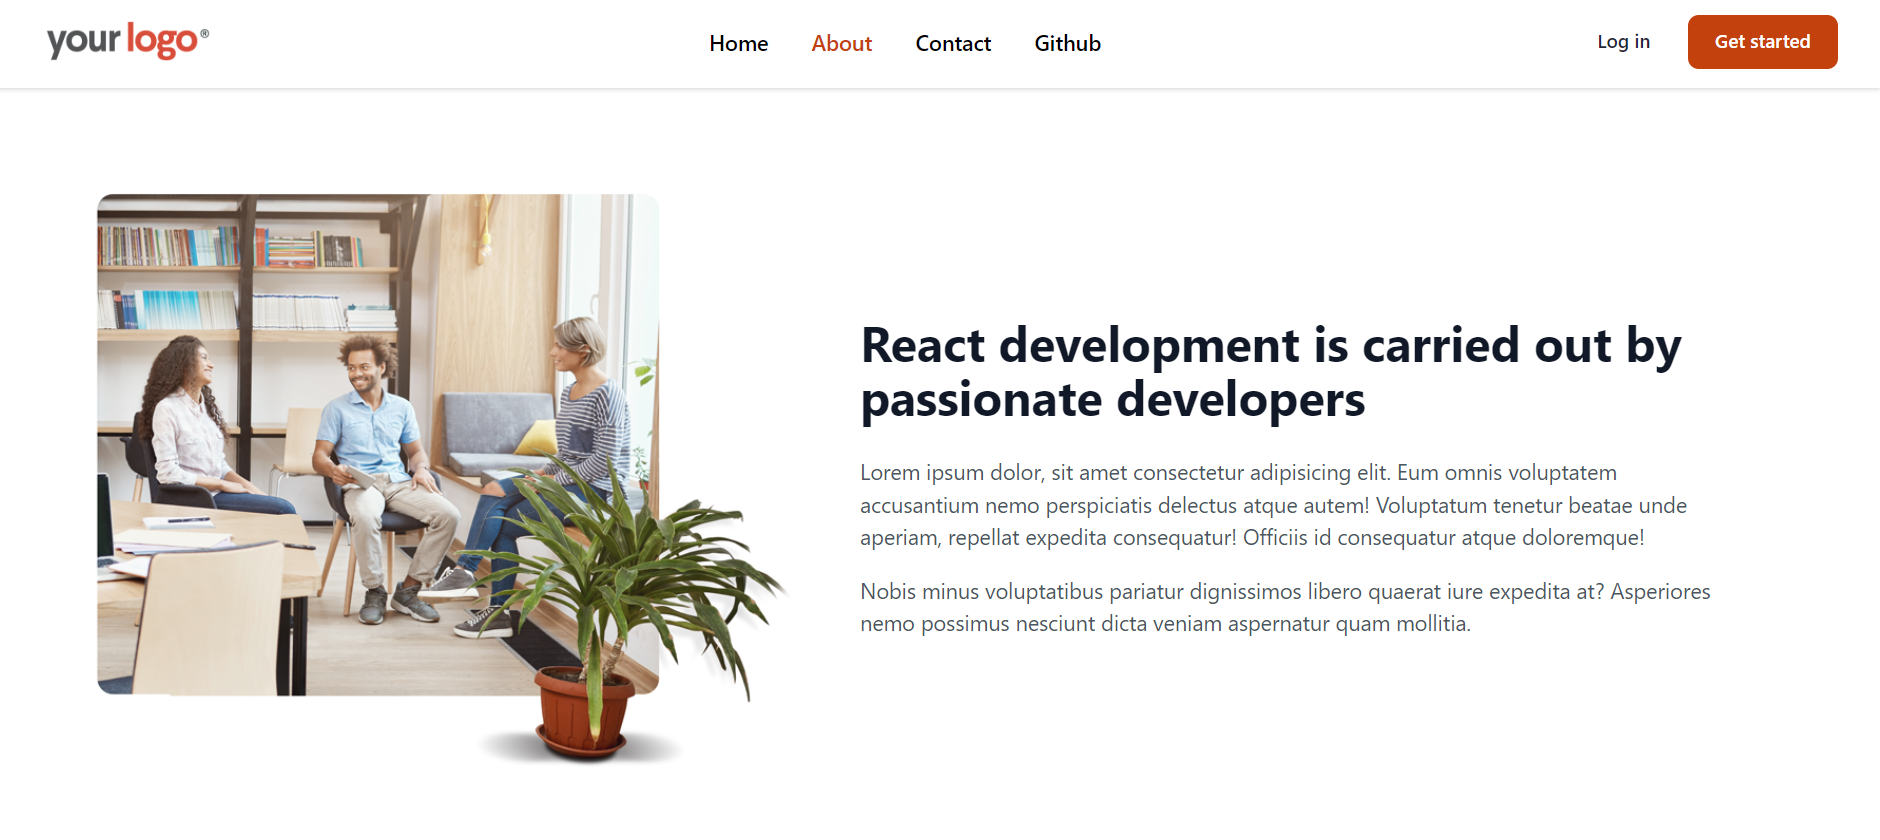 your logo®
Home
About
Contact
Github
Log in
Get started
React development is carried out by
passionate developers
Lorem ipsum dolor, sit amet consectetur adipisicing elit. Eum omnis voluptatem
accusantium nemo perspiciatis delectus atque autem! Voluptatum tenetur beatae unde
aperiam, repellat expedita consequatur! Officiis id consequatur atque doloremque!
Nobis minus voluptatibus pariatur dignissimos libero quaerat iure expedita at? Asperiores
nemo possimus nesciunt dicta veniam aspernatur quam mollitia.